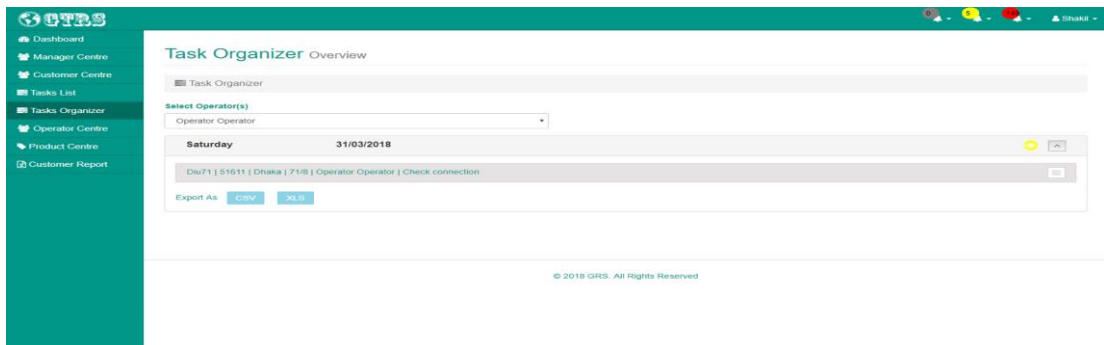 GTRS
0
5
Shakil
Dashboard
Manager Centre
Customer Centre
Tasks List
Tasks Organizer
Operator Centre
Product Centre
Customer Report
Task Organizer Overview
Task Organizer
Select Operator(s)
Operator Operator
Saturday 31/03/2018
Diu71 | 51611 | Dhaka | 71/8 | Operator Operator | Check connection
Export As CSV XLS
© 2018 GRS. All Rights Reserved